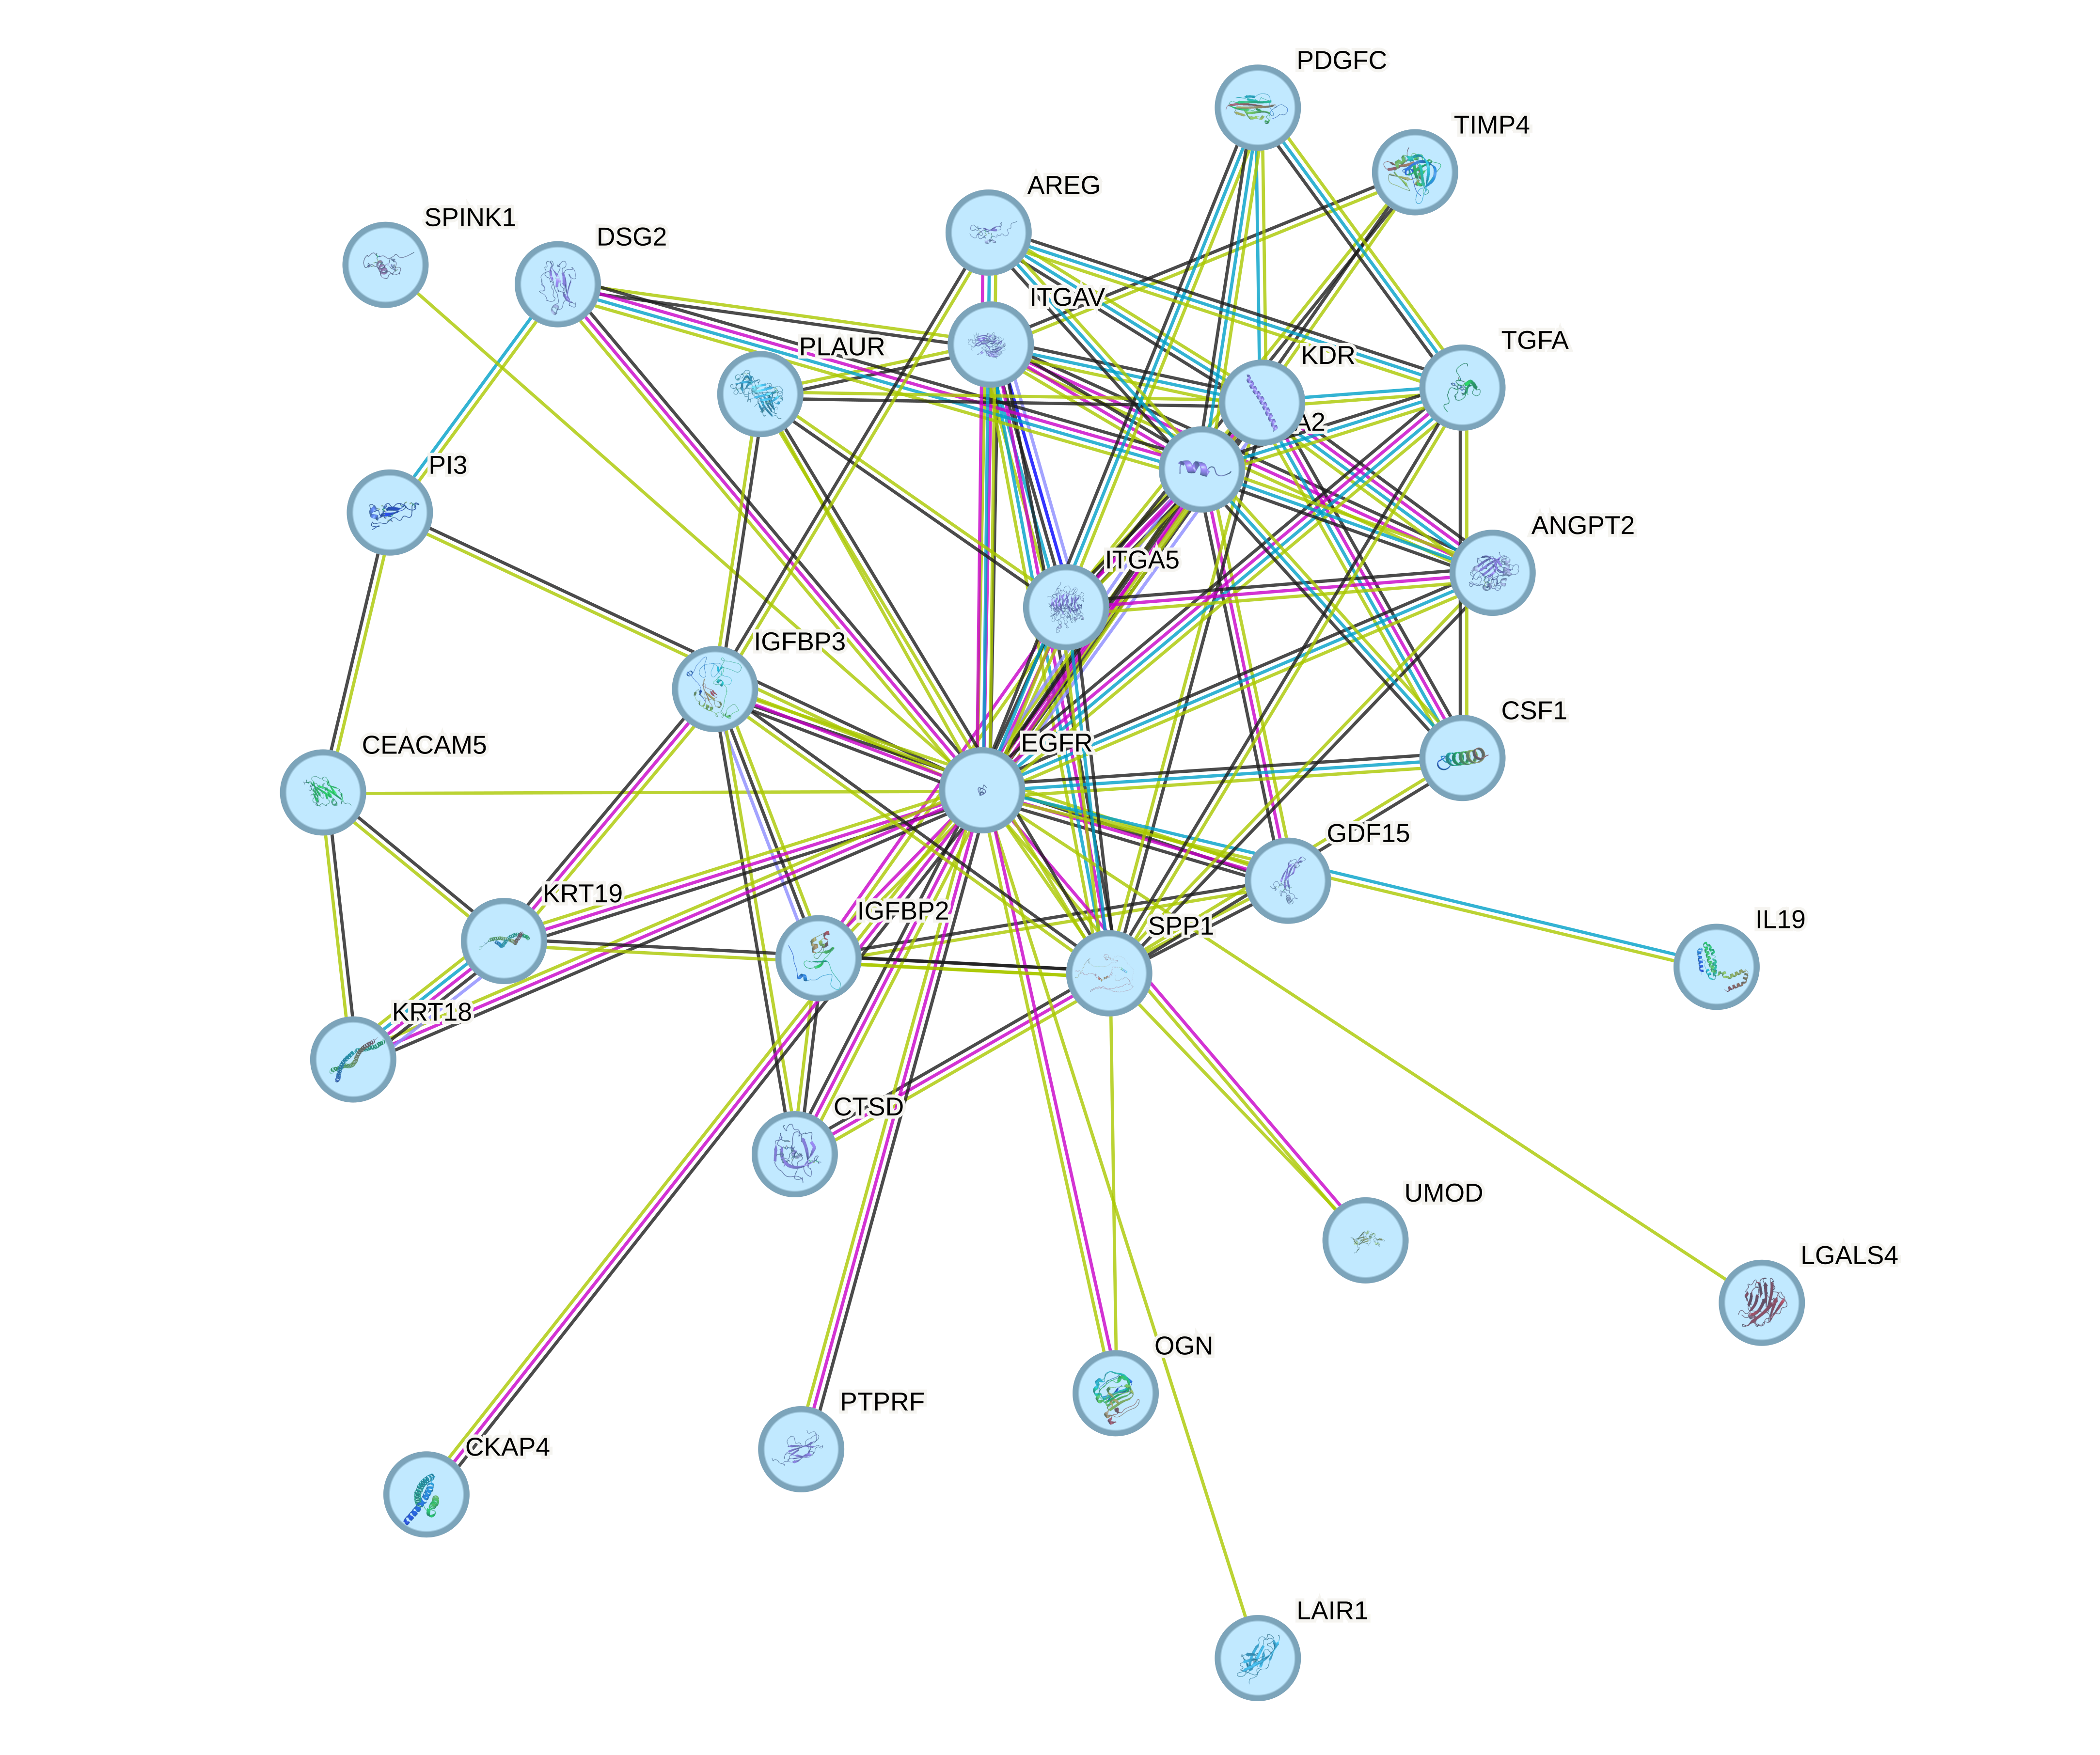 PDGFC
TIMP4
AREG
SPINK1
DSG2
ITGAV
TGFA
PLAUR
KDR
A2
PI3
ANGPT2
ITGA5
IGFBP3
CSF1
EGFR
CEACAM5
GDF15
KRT19
IGFBP2
IL19
SPP1
KRT18
CTSD
UMOD
LGALS4
OGN
PTPRF
CKAP4
LAIR1